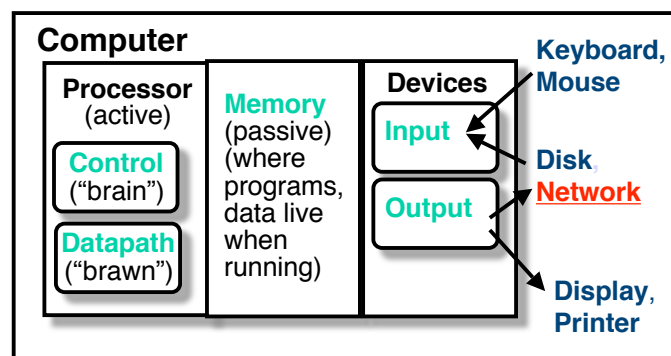 Computer
Processor
(active)
Control
(“brain”)
Datapath
(“brawn”)
Memory
(passive)
(where
programs,
data live
when
running)
Devices
Input
Output
Keyboard,
Mouse
Disk,
Network
Display,
Printer